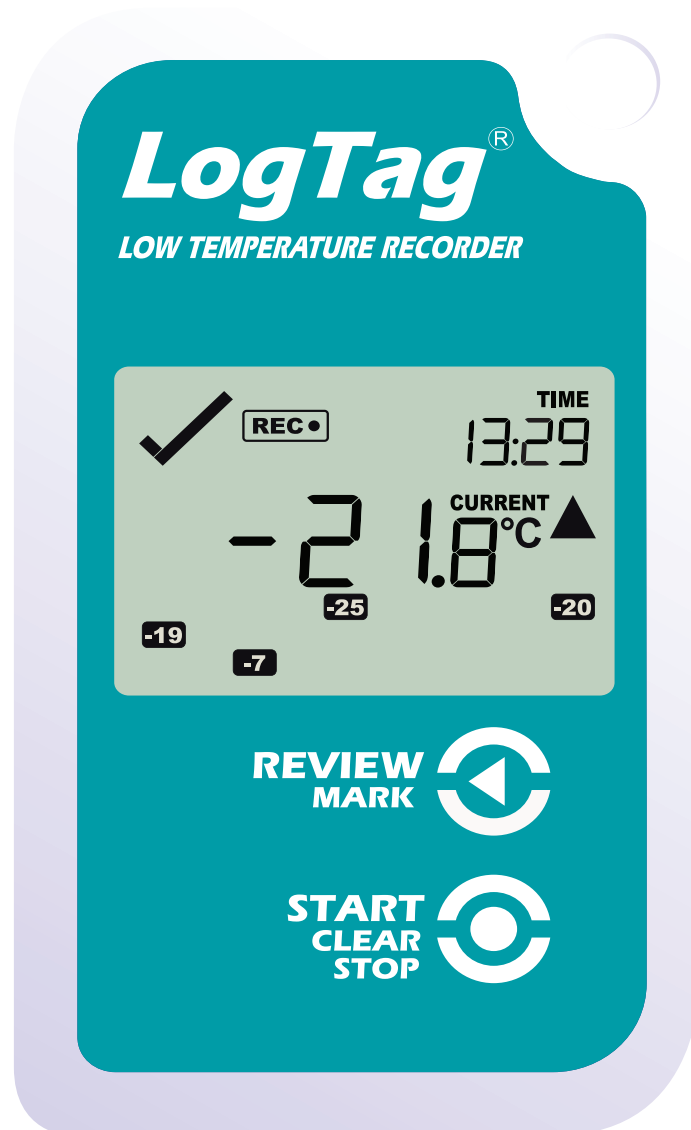 LogTag®
LOW TEMPERATURE RECORDER
TIME
REC
13:29
CURRENT
-21.8°C
-25
-20
-19
-7
REVIEW
MARK
START
CLEAR
STOP